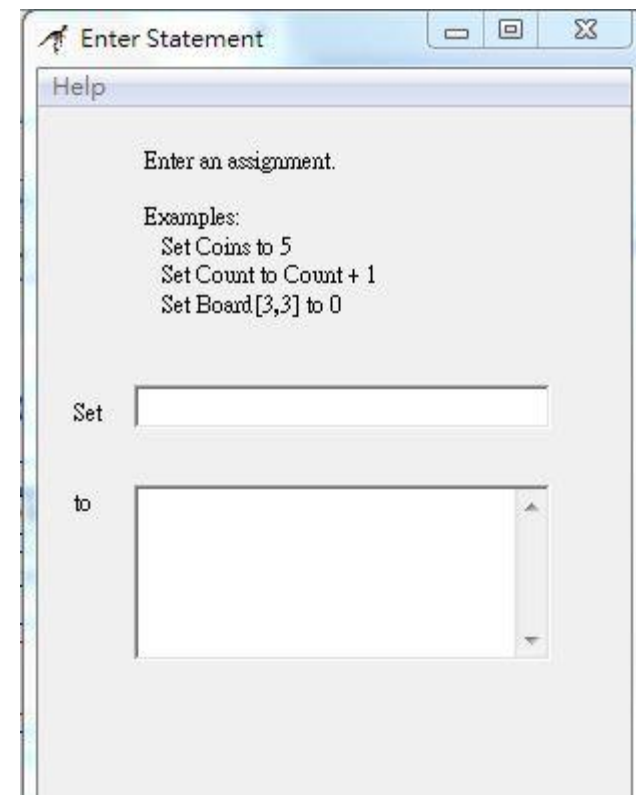 Enter Statement
Help
Enter an assignment.
Examples:
Set Coins to 5
Set Count to Count + 1
Set Board[3,3] to 0
Set
to